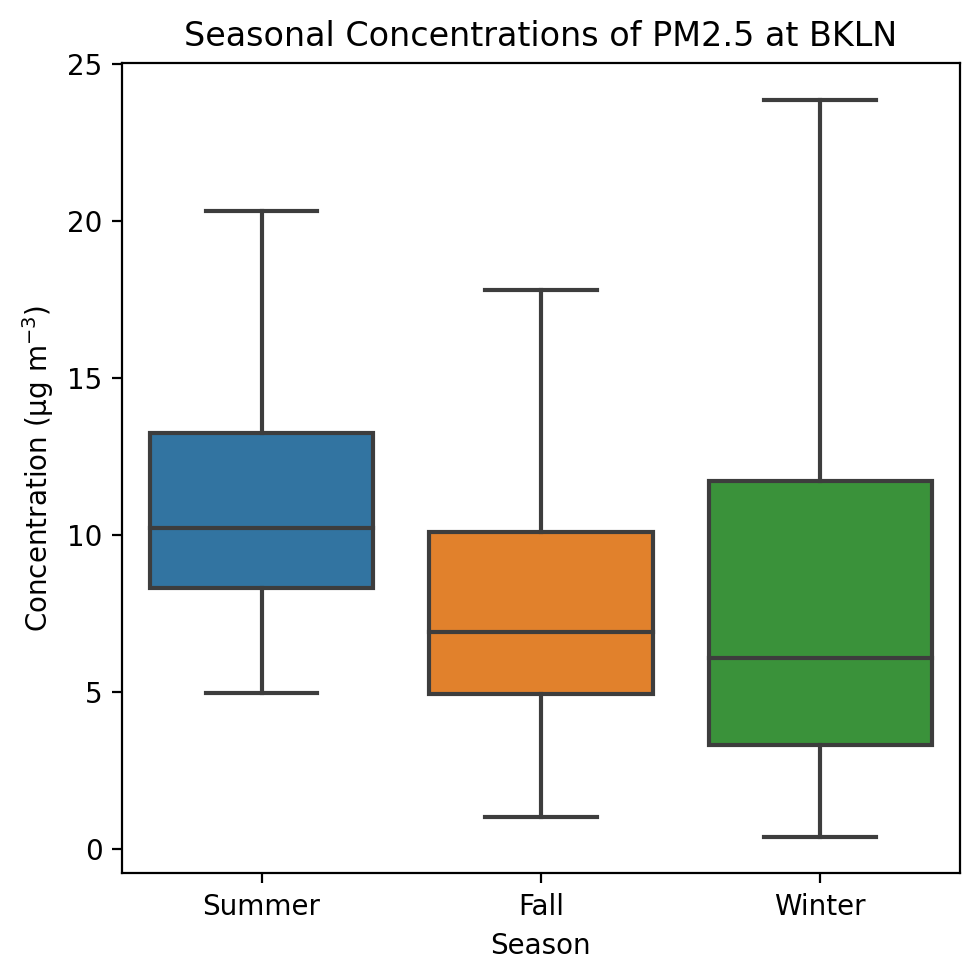 Seasonal Concentrations of PM2.5 at BKLN
25
20
15
10
5
0
Concentration (μg m⁻³)
Summer Fall Winter
Season